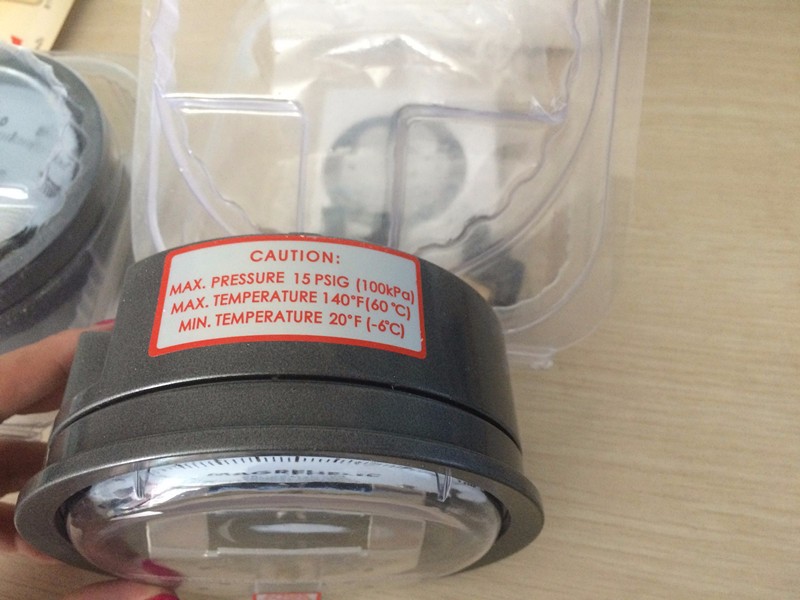 CAUTION:
MAX. PRESSURE 15 PSIG (100kPa)
MAX. TEMPERATURE 140°F(60°C)
MIN. TEMPERATURE 20°F (-6°C)